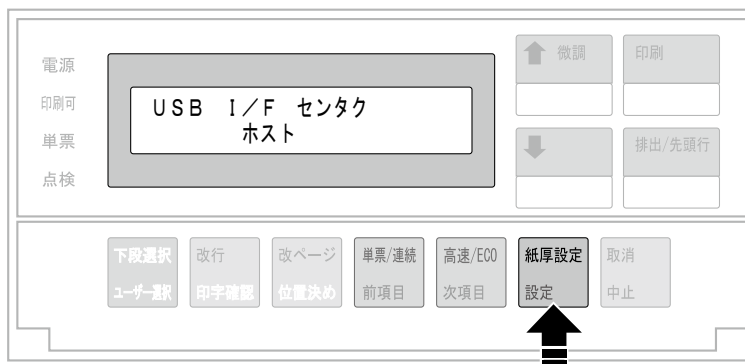 電源
印刷可
単票
点検
USB I/F センタク
ホスト
微調
印刷
排出/先頭行
下段選択
ユーザー選択
改行
印字確認
改ページ
位置決め
単票/連続
前項目
高速/ECO
次項目
紙厚設定
設定
取消
中止